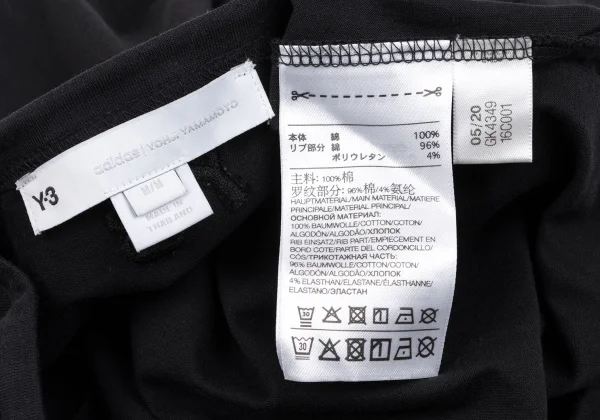 adidas | YOHJI YAMAMOTO
Y-3
M/M
MADE IN
THAILAND
本体 綿 100%
リブ部分 綿 96%
ポリウレタン 4%
主料: 100%棉
罗纹部分: 96%棉/4%氨纶
HAUPTMATERIAL/MAIN MATERIAL/MATIERE
PRINCIPALE/MATERIAL PRINCIPAL/
ОСНОВНОЙ МАТЕРИАЛ:
100% BAUMWOLLE/COTTON/COTON/
ALGODÓN/ALGODÃO/ХЛОПОК
RIB EINSATZ/RIB PART/EMPIECEMENT EN
BORD COTE/PARTE DEL CORDONCILLO/
CÓS/ТРИКОТАЖНАЯ ЧАСТЬ:
96% BAUMWOLLE/COTTON/COTON/
ALGODÓN/ALGODÃO/ХЛОПОК
4% ELASTHAN/ELASTANE/ÉLASTHANNE/
ELASTANO/ЭЛАСТАН
30
30
05/20
GK4349
16C001